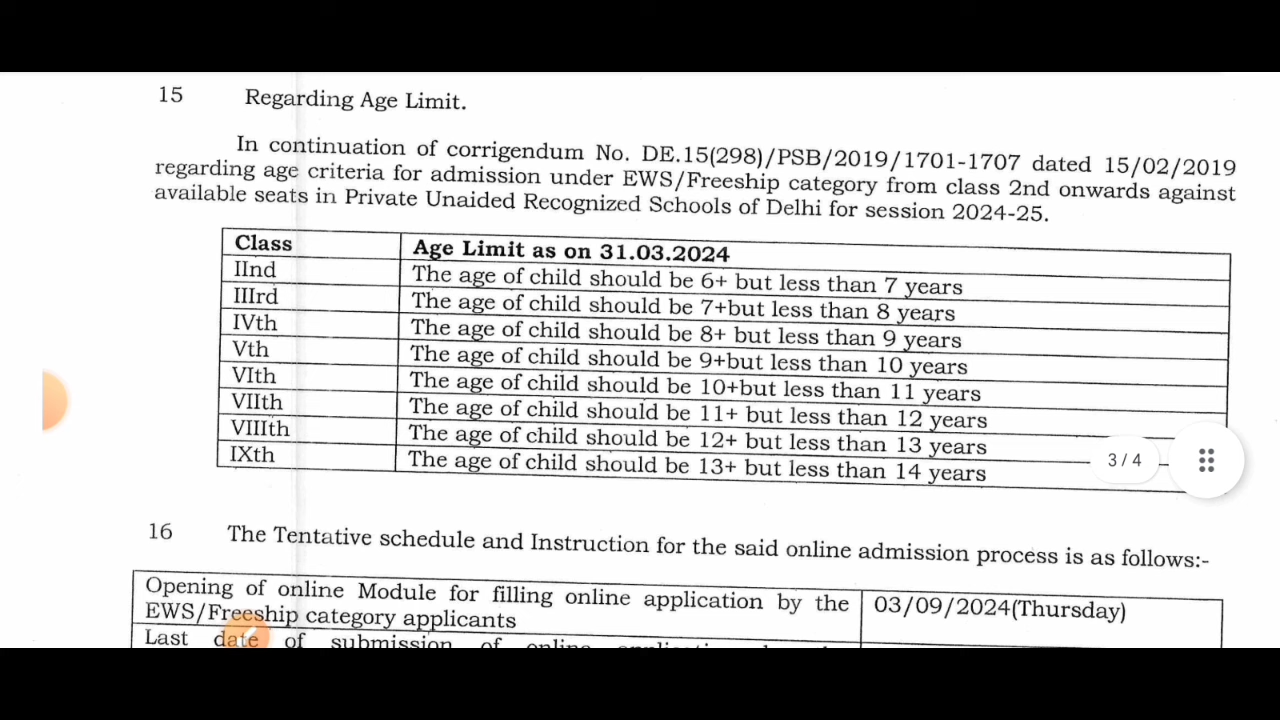 15 Regarding Age Limit.
In continuation of corrigendum No. DE.15(298)/PSB/2019/1701-1707 dated 15/02/2019
regarding age criteria for admission under EWS/Freeship category from class 2nd onwards against
available seats in Private Unaided Recognized Schools of Delhi for session 2024-25.
Class Age Limit as on 31.03.2024
IInd The age of child should be 6+ but less than 7 years
IIIrd The age of child should be 7+but less than 8 years
IVth The age of child should be 8+ but less than 9 years
Vth The age of child should be 9+but less than 10 years
VIth The age of child should be 10+but less than 11 years
VIIth The age of child should be 11+ but less than 12 years
VIIIth The age of child should be 12+ but less than 13 years
IXth The age of child should be 13+ but less than 14 years
3 / 4
16 The Tentative schedule and Instruction for the said online admission process is as follows:-
Opening of online Module for filling online application by the
EWS/Freeship category applicants
03/09/2024(Thursday)
Last date of submission of online